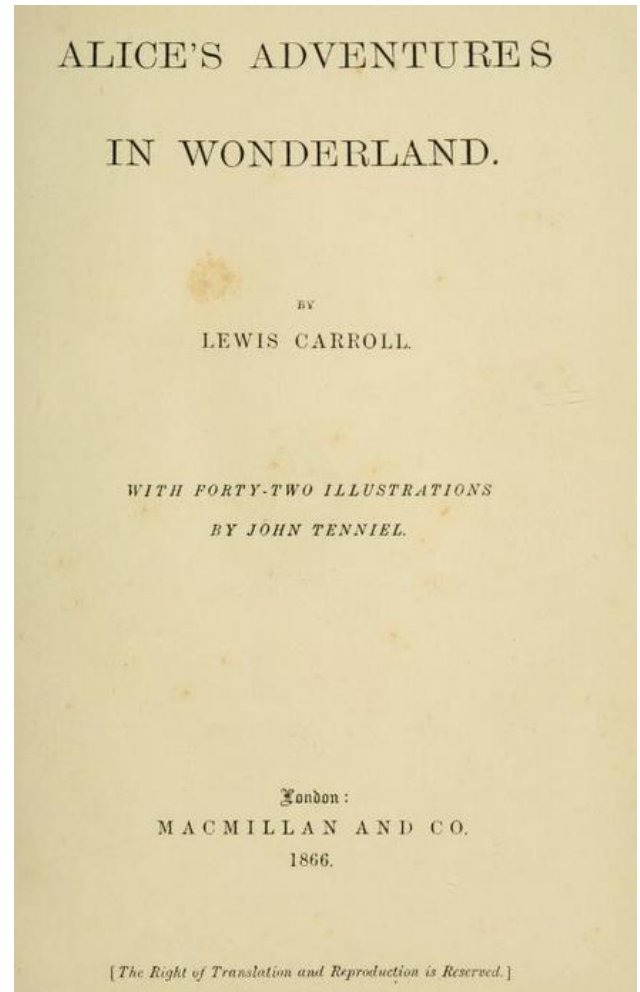 ALICE'S ADVENTURES
IN WONDERLAND.
BY
LEWIS CARROLL.
WITH FORTY-TWO ILLUSTRATIONS
BY JOHN TENNIEL.
London:
MACMILLAN AND CO.
1866.
[The Right of Translation and Reproduction is Reserved.]